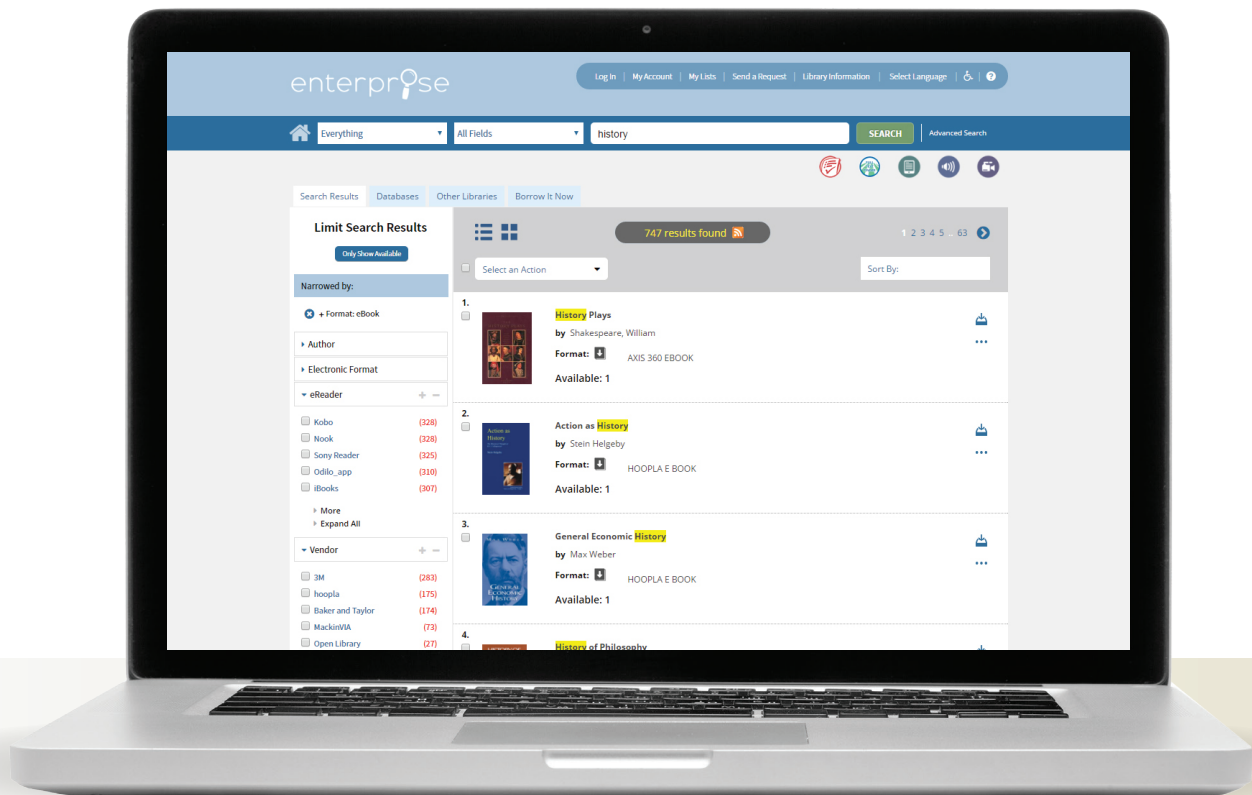 enterprise
Log In | My Account | My Lists | Send a Request | Library Information | Select Language
Everything All Fields history SEARCH Advanced Search
Search Results Databases Other Libraries Borrow It Now
Limit Search Results
Only Show Available
747 results found
1 2 3 4 5 ... 63
Select an Action
Sort By:
Narrowed by:
+ Format: eBook
Author
Electronic Format
eReader + −
Kobo (328)
Nook (328)
Sony Reader (325)
Odilo_app (310)
iBooks (307)
More
Expand All
Vendor + −
3M (283)
hoopla (175)
Baker and Taylor (174)
MackinVIA (73)
Open Library (27)
1.
History Plays
by Shakespeare, William
Format: AXIS 360 EBOOK
Available: 1
2.
Action as
History
Action as History
by Stein Helgeby
Format: HOOPLA E BOOK
Available: 1
3.
General
Economic
History
General Economic History
by Max Weber
Format: HOOPLA E BOOK
Available: 1
4.
History of Philosophy